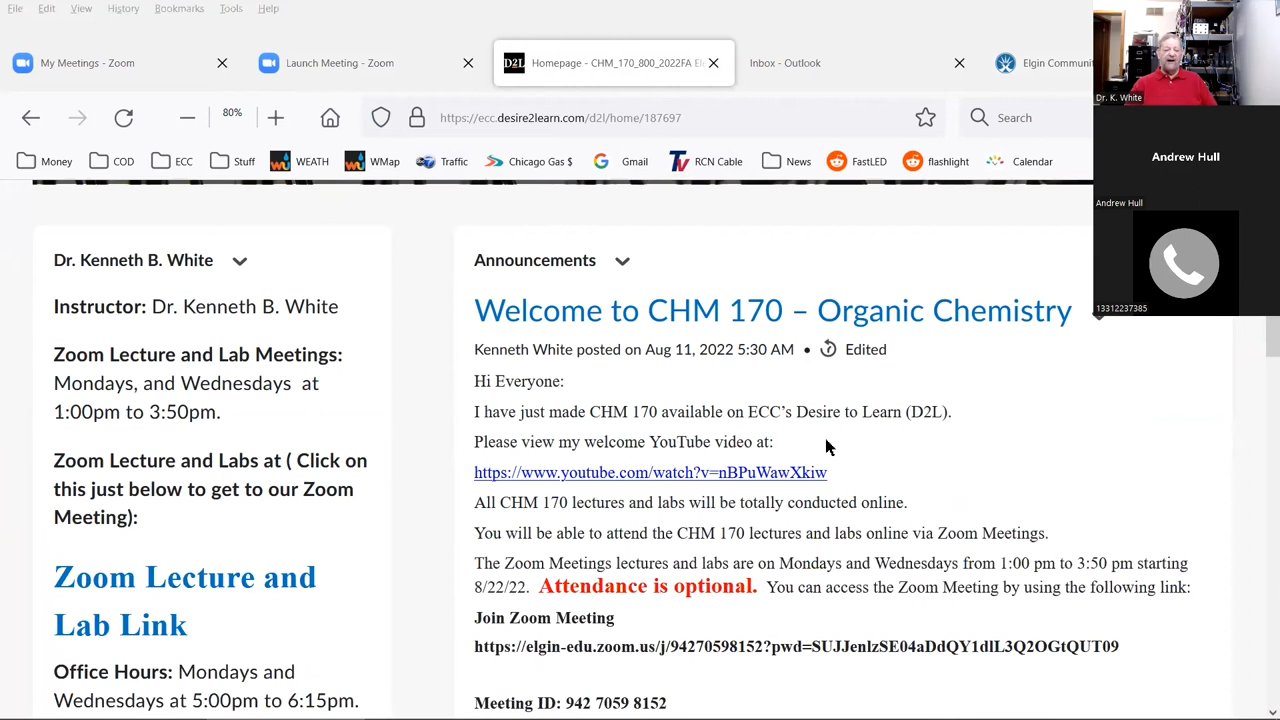 File Edit View History Bookmarks Tools Help
My Meetings - Zoom
Launch Meeting - Zoom
D2L Homepage - CHM_170_800_2022FA El
Inbox - Outlook
Elgin Communi
80%
https://ecc.desire2learn.com/d2l/home/187697
Search
Money COD ECC Stuff WEATH WMap Traffic Chicago Gas $ Gmail RCN Cable News FastLED flashlight Calendar
Dr. K. White
Andrew Hull
Andrew Hull
13312237385
Dr. Kenneth B. White
Instructor: Dr. Kenneth B. White
Zoom Lecture and Lab Meetings:
Mondays, and Wednesdays at
1:00pm to 3:50pm.
Zoom Lecture and Labs at ( Click on
this just below to get to our Zoom
Meeting):
Zoom Lecture and
Lab Link
Office Hours: Mondays and
Wednesdays at 5:00pm to 6:15pm.
Announcements
Welcome to CHM 170 – Organic Chemistry
Kenneth White posted on Aug 11, 2022 5:30 AM • Edited
Hi Everyone:
I have just made CHM 170 available on ECC’s Desire to Learn (D2L).
Please view my welcome YouTube video at:
https://www.youtube.com/watch?v=nBPuWawXkiw
All CHM 170 lectures and labs will be totally conducted online.
You will be able to attend the CHM 170 lectures and labs online via Zoom Meetings.
The Zoom Meetings lectures and labs are on Mondays and Wednesdays from 1:00 pm to 3:50 pm starting
8/22/22. Attendance is optional. You can access the Zoom Meeting by using the following link:
Join Zoom Meeting
https://elgin-edu.zoom.us/j/94270598152?pwd=SUJJenlzSE04aDdQY1dlL3Q2OGtQUT09
Meeting ID: 942 7059 8152